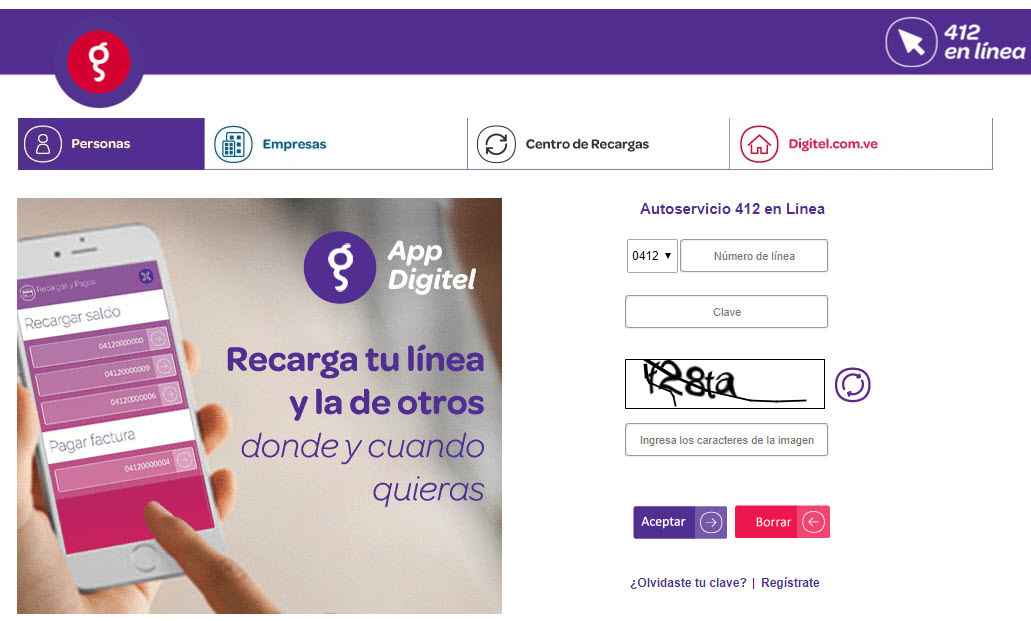 412
en línea
Personas
Empresas
Centro de Recargas
Digitel.com.ve
App
Digitel
Recarga tu línea
y la de otros
donde y cuando
quieras
Recargas y Pagos
Recargar saldo
04120000000
04120000009
04120000006
Pagar factura
04120000004
Autoservicio 412 en Línea
0412
Número de línea
Clave
Ingresa los caracteres de la imagen
Aceptar
Borrar
¿Olvidaste tu clave? | Regístrate